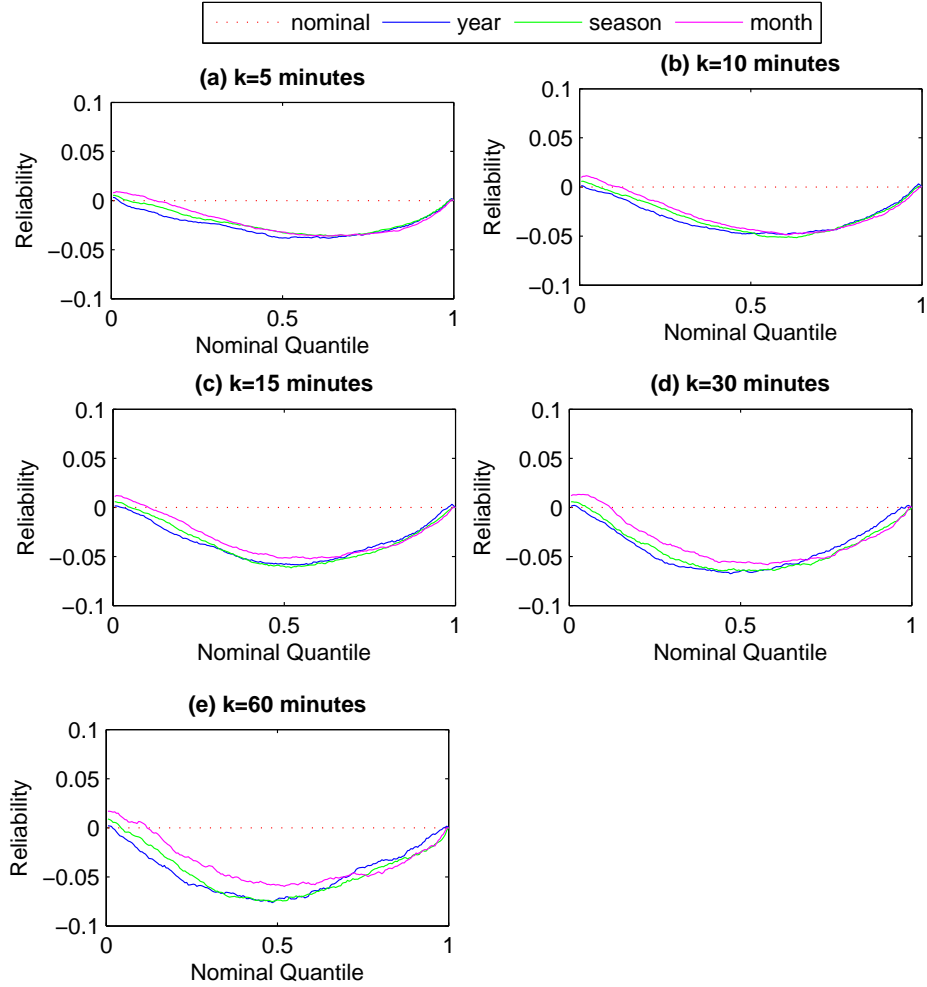 nominal year season month
(a) k=5 minutes
0.1
0.05
0
−0.05
−0.1
Reliability
0 0.5 1
Nominal Quantile
(b) k=10 minutes
0.1
0.05
0
−0.05
−0.1
Reliability
0 0.5 1
Nominal Quantile
(c) k=15 minutes
0.1
0.05
0
−0.05
−0.1
Reliability
0 0.5 1
Nominal Quantile
(d) k=30 minutes
0.1
0.05
0
−0.05
−0.1
Reliability
0 0.5 1
Nominal Quantile
(e) k=60 minutes
0.1
0.05
0
−0.05
−0.1
Reliability
0 0.5 1
Nominal Quantile